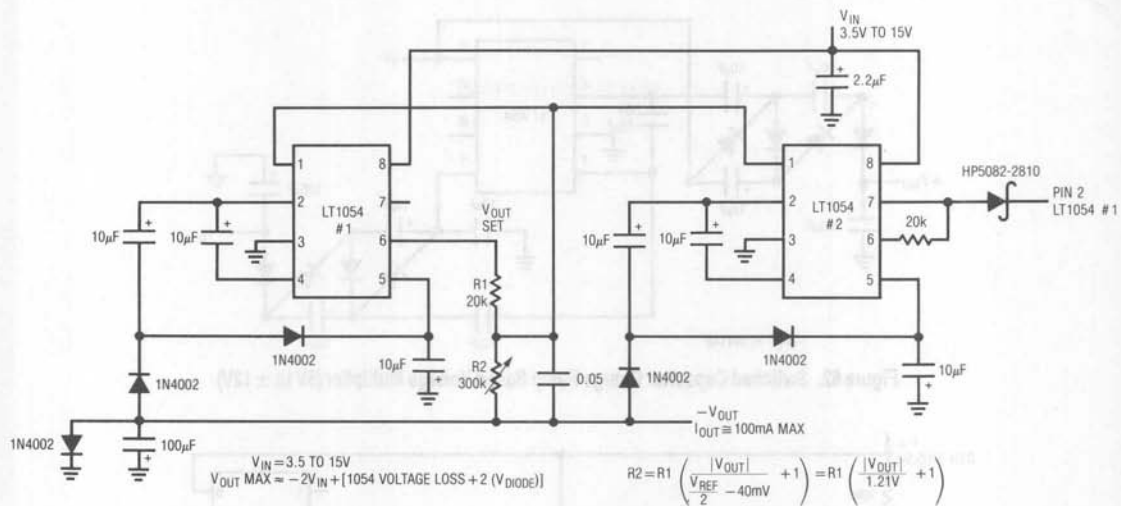 VIN
3.5V TO 15V
+
2.2µF
1
2
3
4
8
7
6
5
LT1054
#1
1
2
3
4
8
7
6
5
LT1054
#2
HP5082-2810
PIN 2
LT1054 #1
20k
+
10µF
+
10µF
VOUT
SET
R1
20k
+
10µF
+
10µF
1N4002
10µF
+
R2
300k
0.05
1N4002
1N4002
10µF
+
1N4002
1N4002
100µF
+
–VOUT
IOUT ≅ 100mA MAX
VIN = 3.5 TO 15V
VOUT MAX ≈ –2VIN + [1054 VOLTAGE LOSS + 2 (VDIODE)]
R2 = R1 ( |VOUT| / (VREF/2 – 40mV) + 1 ) = R1 ( |VOUT| / 1.21V + 1 )